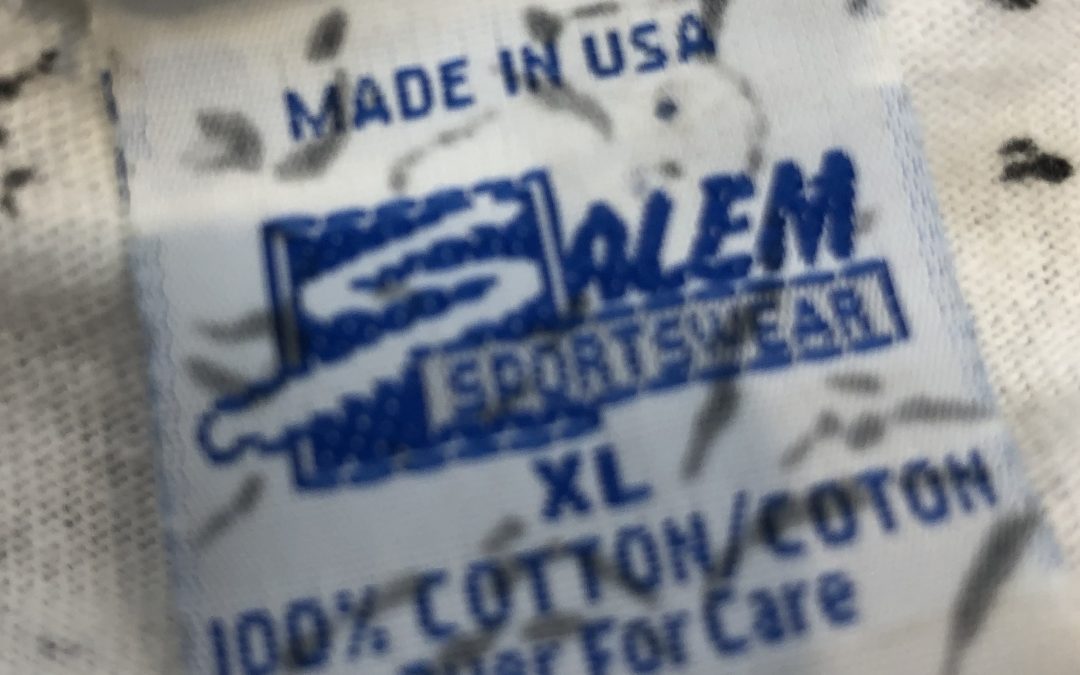 MADE IN USA
SALEM
SPORTSWEAR
XL
100% COTTON/COTON
For Care